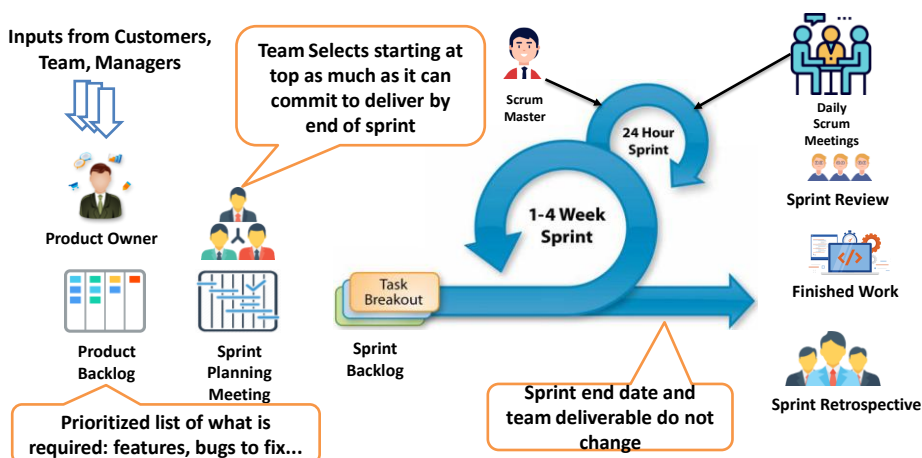 Inputs from Customers,
Team, Managers
Product Owner
Product
Backlog
Prioritized list of what is
required: features, bugs to fix...
Team Selects starting at
top as much as it can
commit to deliver by
end of sprint
Sprint
Planning
Meeting
Task
Breakout
Sprint
Backlog
1-4 Week
Sprint
Scrum
Master
24 Hour
Sprint
Sprint end date and
team deliverable do not
change
...
Daily
Scrum
Meetings
Sprint Review
</>
Finished Work
Sprint Retrospective